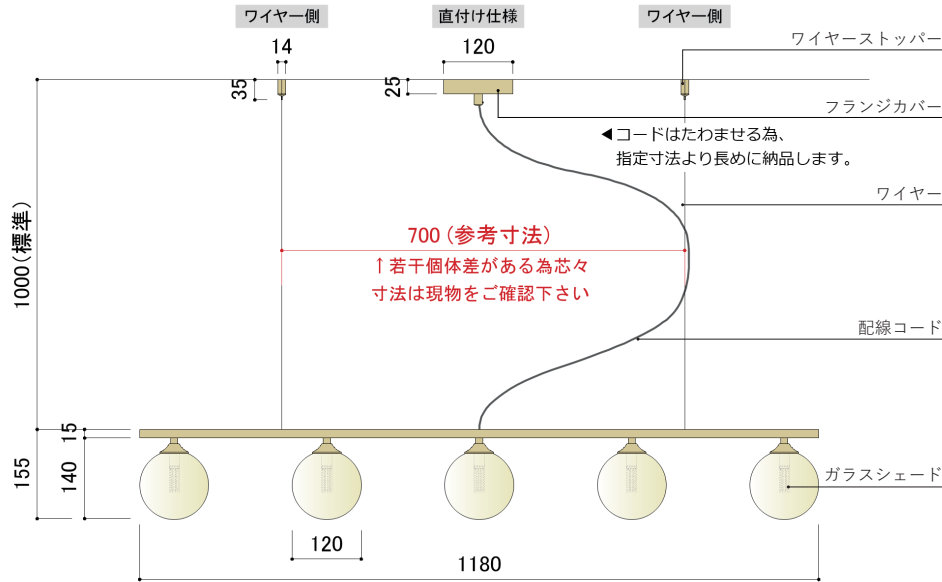 ワイヤー側
直付け仕様
ワイヤー側
14
120
ワイヤーストッパー
35
25
フランジカバー
◀コードはたわませる為、
指定寸法より長めに納品します。
ワイヤー
1000(標準)
700(参考寸法)
↑若干個体差がある為芯々
寸法は現物をご確認下さい
配線コード
15
155
140
ガラスシェード
120
1180